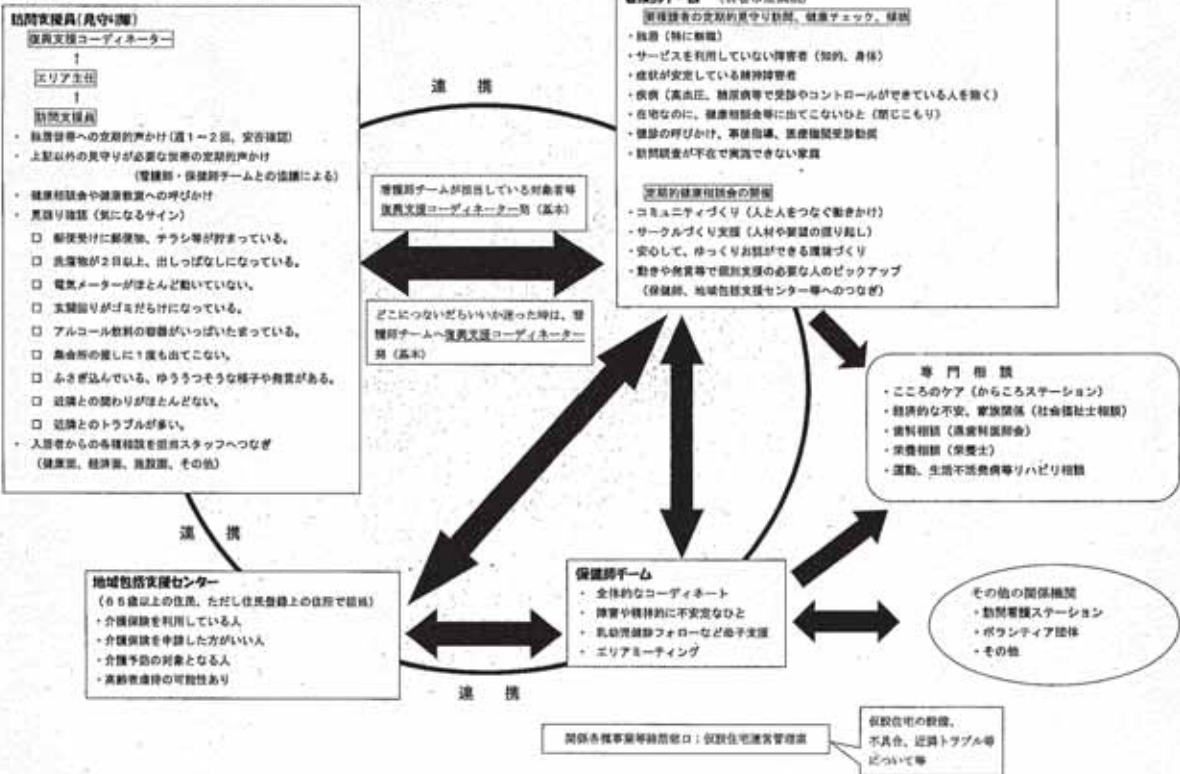 訪問支援員(見守り隊)
復興支援コーディネーター
↑
エリア主任
↑
訪問支援員
・ 独居世帯への定期的声かけ(週1~2回、安否確認)
・ 上記以外の見守りが必要な世帯の定期的声かけ
(看護師・保健師チームとの協議による)
・ 健康相談会や健康教室への呼びかけ
・ 見廻り確認(気になるサイン)
□ 郵便受けに郵便物、チラシ等が貯まっている。
□ 洗濯物が2日以上、出しっぱなしになっている。
□ 電気メーターがほとんど動いていない。
□ 玄関回りがゴミだらけになっている。
□ アルコール飲料の容器がいっぱいたまっている。
□ 集会所の催しに1度も出てこない。
□ ふさぎ込んでいる、ゆううつそうな様子や発言がある。
□ 近隣との関わりがほとんどない。
□ 近隣とのトラブルが多い。
・ 入居者からの各種相談を担当スタッフへつなぎ
(健康面、経済面、施設面、その他)
連 携
要援護者の定期的見守り訪問、健康チェック、傾聴
・独居(特に無職)
・サービスを利用していない障害者(知的、身体)
・症状が安定している精神障害者
・疾病(高血圧、糖尿病等で受診やコントロールができている人を除く)
・在宅なのに、健康相談会等に出てこないひと(閉じこもり)
・健診の呼びかけ、事後指導、医療機関受診勧奨
・訪問調査が不在で実施できない家庭
定期的健康相談会の開催
・コミュニティづくり(人と人をつなぐ働きかけ)
・サークルづくり支援(人材や要望の掘り起し)
・安心して、ゆっくりお話ができる環境づくり
・動きや発言等で個別支援の必要な人のピックアップ
(保健師、地域包括支援センター等へのつなぎ)
看護師チームが担当している対象者等
復興支援コーディネーター発(基本)
どこにつないだらいいか迷った時は、看
護師チームへ復興支援コーディネーター
発(基本)
専 門 相 談
・こころのケア(からころステーション)
・経済的な不安、家族関係(社会福祉士相談)
・歯科相談(県歯科医師会)
・栄養相談(栄養士)
・運動、生活不活発病等リハビリ相談
連 携
地域包括支援センター
(65歳以上の住民、ただし住民登録上の住所で担当)
・介護保険を利用している人
・介護保険を申請した方がいい人
・介護予防の対象となる人
・高齢者虐待の可能性あり
保健師チーム
・ 全体的なコーディネート
・ 障害や精神的に不安定なひと
・ 乳幼児健診フォローなど母子支援
・ エリアミーティング
その他の関係機関
・訪問看護ステーション
・ボランティア団体
・その他
連 携
関係各種事業等総括窓口:仮設住宅運営管理室
仮設住宅の設備、
不具合、近隣トラブル等
について等